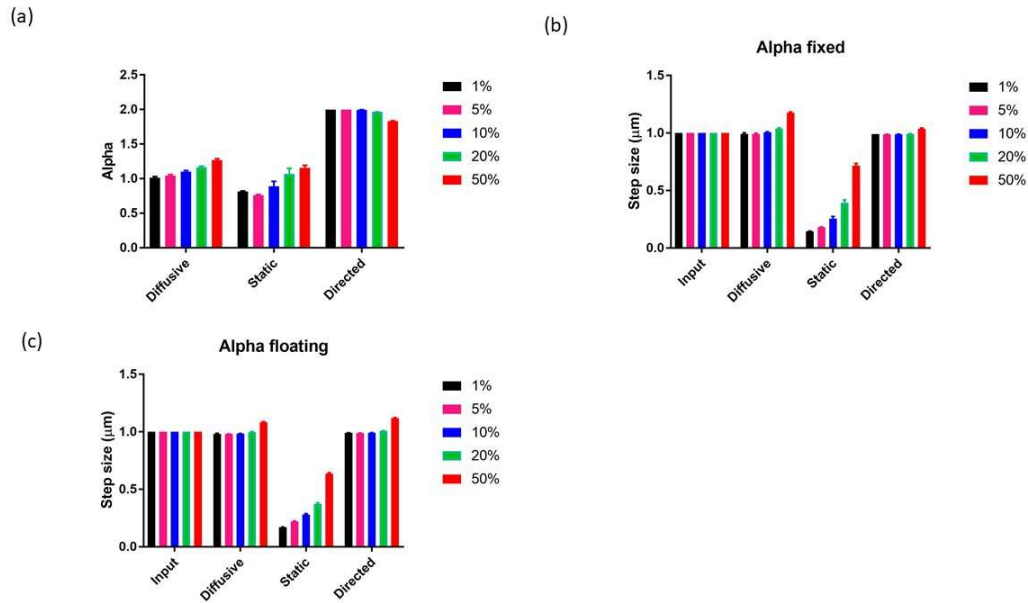 (a)
2.5
2.0
1.5
1.0
0.5
0.0
Alpha
Diffusive
Static
Directed
1%
5%
10%
20%
50%
(b)
Alpha fixed
1.5
1.0
0.5
0.0
Step size (μm)
Input
Diffusive
Static
Directed
1%
5%
10%
20%
50%
(c)
Alpha floating
1.5
1.0
0.5
0.0
Step size (μm)
Input
Diffusive
Static
Directed
1%
5%
10%
20%
50%